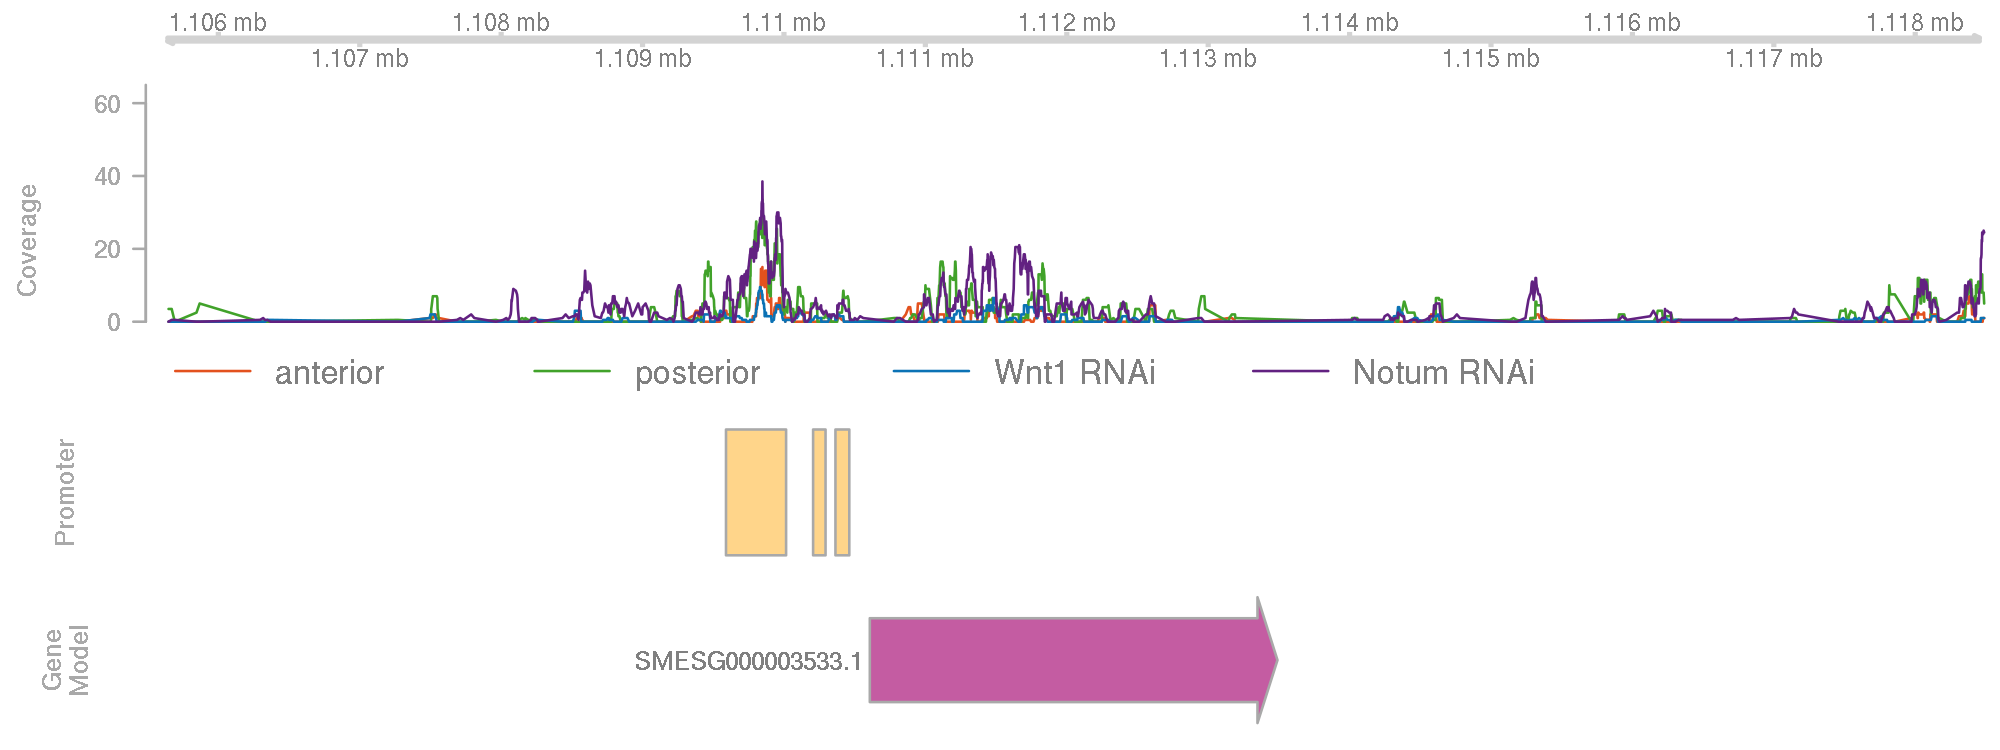 1.106 mb 1.108 mb 1.11 mb 1.112 mb 1.114 mb 1.116 mb 1.118 mb
1.107 mb 1.109 mb 1.111 mb 1.113 mb 1.115 mb 1.117 mb
60
40
20
0
Coverage
anterior posterior Wnt1 RNAi Notum RNAi
Promoter
Gene
Model
SMESG000003533.1